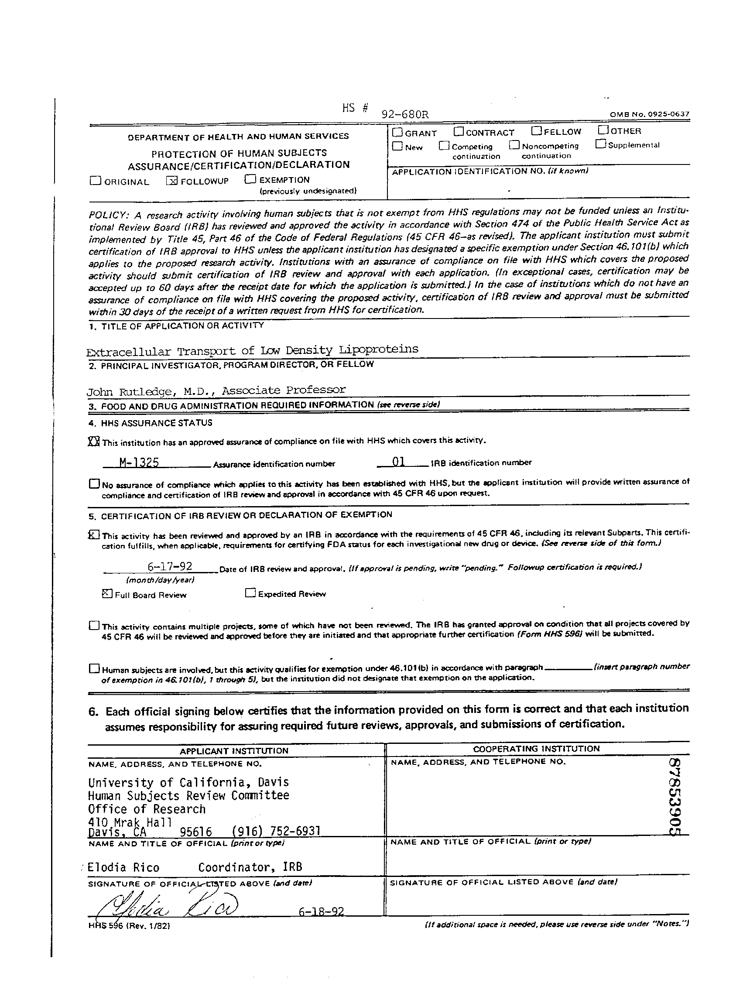 HS # 92-680R
OMB No. 0925-0637
DEPARTMENT OF HEALTH AND HUMAN SERVICES
PROTECTION OF HUMAN SUBJECTS
ASSURANCE/CERTIFICATION/DECLARATION
☐ ORIGINAL ☒ FOLLOWUP ☐ EXEMPTION
(previously undesignated)
☐ GRANT ☐ CONTRACT ☐ FELLOW ☐ OTHER
☐ New ☐ Competing continuation ☐ Noncompeting continuation ☐ Supplemental
APPLICATION IDENTIFICATION NO. (if known)
POLICY: A research activity involving human subjects that is not exempt from HHS regulations may not be funded unless an Institu-
tional Review Board (IRB) has reviewed and approved the activity in accordance with Section 474 of the Public Health Service Act as
implemented by Title 45, Part 46 of the Code of Federal Regulations (45 CFR 46—as revised). The applicant institution must submit
certification of IRB approval to HHS unless the applicant institution has designated a specific exemption under Section 46.101(b) which
applies to the proposed research activity. Institutions with an assurance of compliance on file with HHS which covers the proposed
activity should submit certification of IRB review and approval with each application. (In exceptional cases, certification may be
accepted up to 60 days after the receipt date for which the application is submitted.) In the case of institutions which do not have an
assurance of compliance on file with HHS covering the proposed activity, certification of IRB review and approval must be submitted
within 30 days of the receipt of a written request from HHS for certification.
1. TITLE OF APPLICATION OR ACTIVITY
Extracellular Transport of Low Density Lipoproteins
2. PRINCIPAL INVESTIGATOR, PROGRAM DIRECTOR, OR FELLOW
John Rutledge, M.D., Associate Professor
3. FOOD AND DRUG ADMINISTRATION REQUIRED INFORMATION (see reverse side)
4. HHS ASSURANCE STATUS
☒ This institution has an approved assurance of compliance on file with HHS which covers this activity.
M-1325 Assurance identification number 01 IRB identification number
☐ No assurance of compliance which applies to this activity has been established with HHS, but the applicant institution will provide written assurance of
compliance and certification of IRB review and approval in accordance with 45 CFR 46 upon request.
5. CERTIFICATION OF IRB REVIEW OR DECLARATION OF EXEMPTION
☒ This activity has been reviewed and approved by an IRB in accordance with the requirements of 45 CFR 46, including its relevant Subparts. This certifi-
cation fulfills, when applicable, requirements for certifying FDA status for each investigational new drug or device. (See reverse side of this form.)
6-17-92 Date of IRB review and approval. (If approval is pending, write "pending." Followup certification is required.)
(month/day/year)
☒ Full Board Review ☐ Expedited Review
☐ This activity contains multiple projects, some of which have not been reviewed. The IRB has granted approval on condition that all projects covered by
45 CFR 46 will be reviewed and approved before they are initiated and that appropriate further certification (Form HHS 596) will be submitted.
☐ Human subjects are involved, but this activity qualifies for exemption under 46.101(b) in accordance with paragraph ______ (insert paragraph number
of exemption in 46.101(b), 1 through 5), but the institution did not designate that exemption on the application.
6. Each official signing below certifies that the information provided on this form is correct and that each institution
assumes responsibility for assuring required future reviews, approvals, and submissions of certification.
APPLICANT INSTITUTION
NAME, ADDRESS, AND TELEPHONE NO.
University of California, Davis
Human Subjects Review Committee
Office of Research
410 Mrak Hall
Davis, CA 95616 (916) 752-6931
NAME AND TITLE OF OFFICIAL (print or type)
Elodia Rico Coordinator, IRB
SIGNATURE OF OFFICIAL LISTED ABOVE (and date)
Elodia Rico 6-18-92
COOPERATING INSTITUTION
NAME, ADDRESS, AND TELEPHONE NO.
NAME AND TITLE OF OFFICIAL (print or type)
SIGNATURE OF OFFICIAL LISTED ABOVE (and date)
87853905
HHS 596 (Rev. 1/82)
(If additional space is needed, please use reverse side under "Notes.")